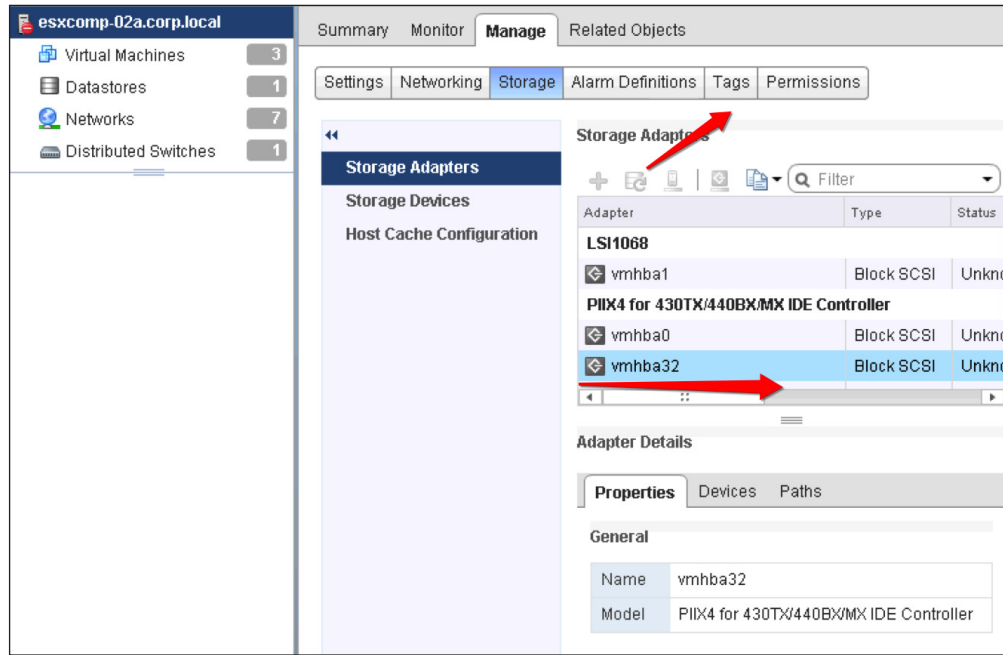 esxcomp-02a.corp.local
Virtual Machines 3
Datastores 1
Networks 7
Distributed Switches 1
Summary Monitor Manage Related Objects
Settings Networking Storage Alarm Definitions Tags Permissions
Storage Adapters
Storage Devices
Host Cache Configuration
Storage Adapters
Filter
Adapter Type Status
LSI1068
vmhba1 Block SCSI Unkno
PIIX4 for 430TX/440BX/MX IDE Controller
vmhba0 Block SCSI Unkno
vmhba32 Block SCSI Unkno
Adapter Details
Properties Devices Paths
General
Name vmhba32
Model PIIX4 for 430TX/440BX/MX IDE Controller